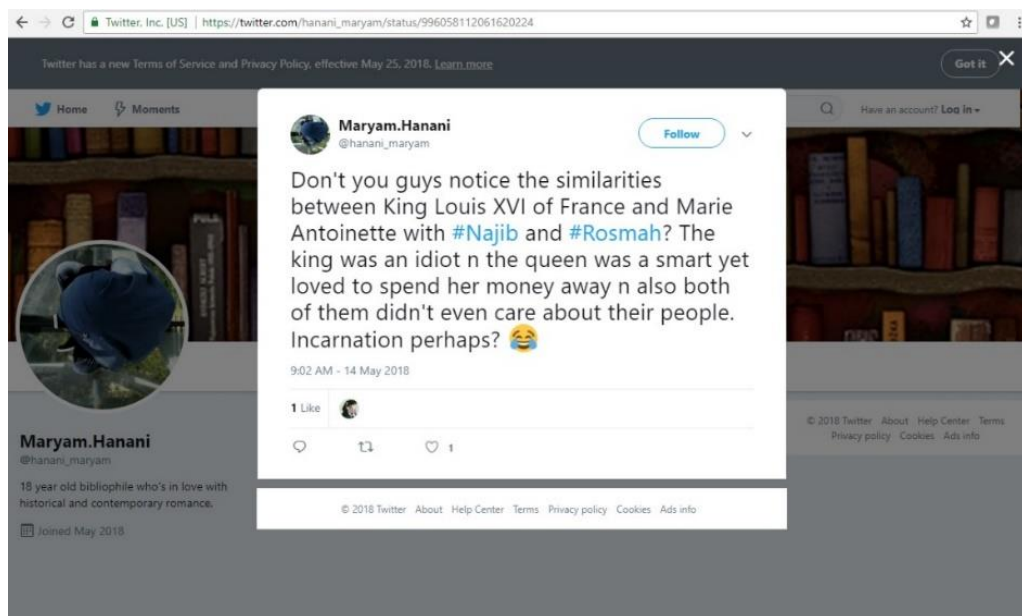 Twitter, Inc. [US] | https://twitter.com/hanani_maryam/status/996058112061620224
Twitter has a new Terms of Service and Privacy Policy, effective May 25, 2018. Learn more
Got it
Home Moments
Have an account? Log in
Maryam.Hanani
@hanani_maryam
Follow
Don't you guys notice the similarities
between King Louis XVI of France and Marie
Antoinette with #Najib and #Rosmah? The
king was an idiot n the queen was a smart yet
loved to spend her money away n also both
of them didn't even care about their people.
Incarnation perhaps? 😂
9:02 AM - 14 May 2018
1 Like
1
© 2018 Twitter About Help Center Terms Privacy policy Cookies Ads info
Maryam.Hanani
@hanani_maryam
18 year old bibliophile who's in love with
historical and contemporary romance.
Joined May 2018
© 2018 Twitter About Help Center Terms
Privacy policy Cookies Ads info